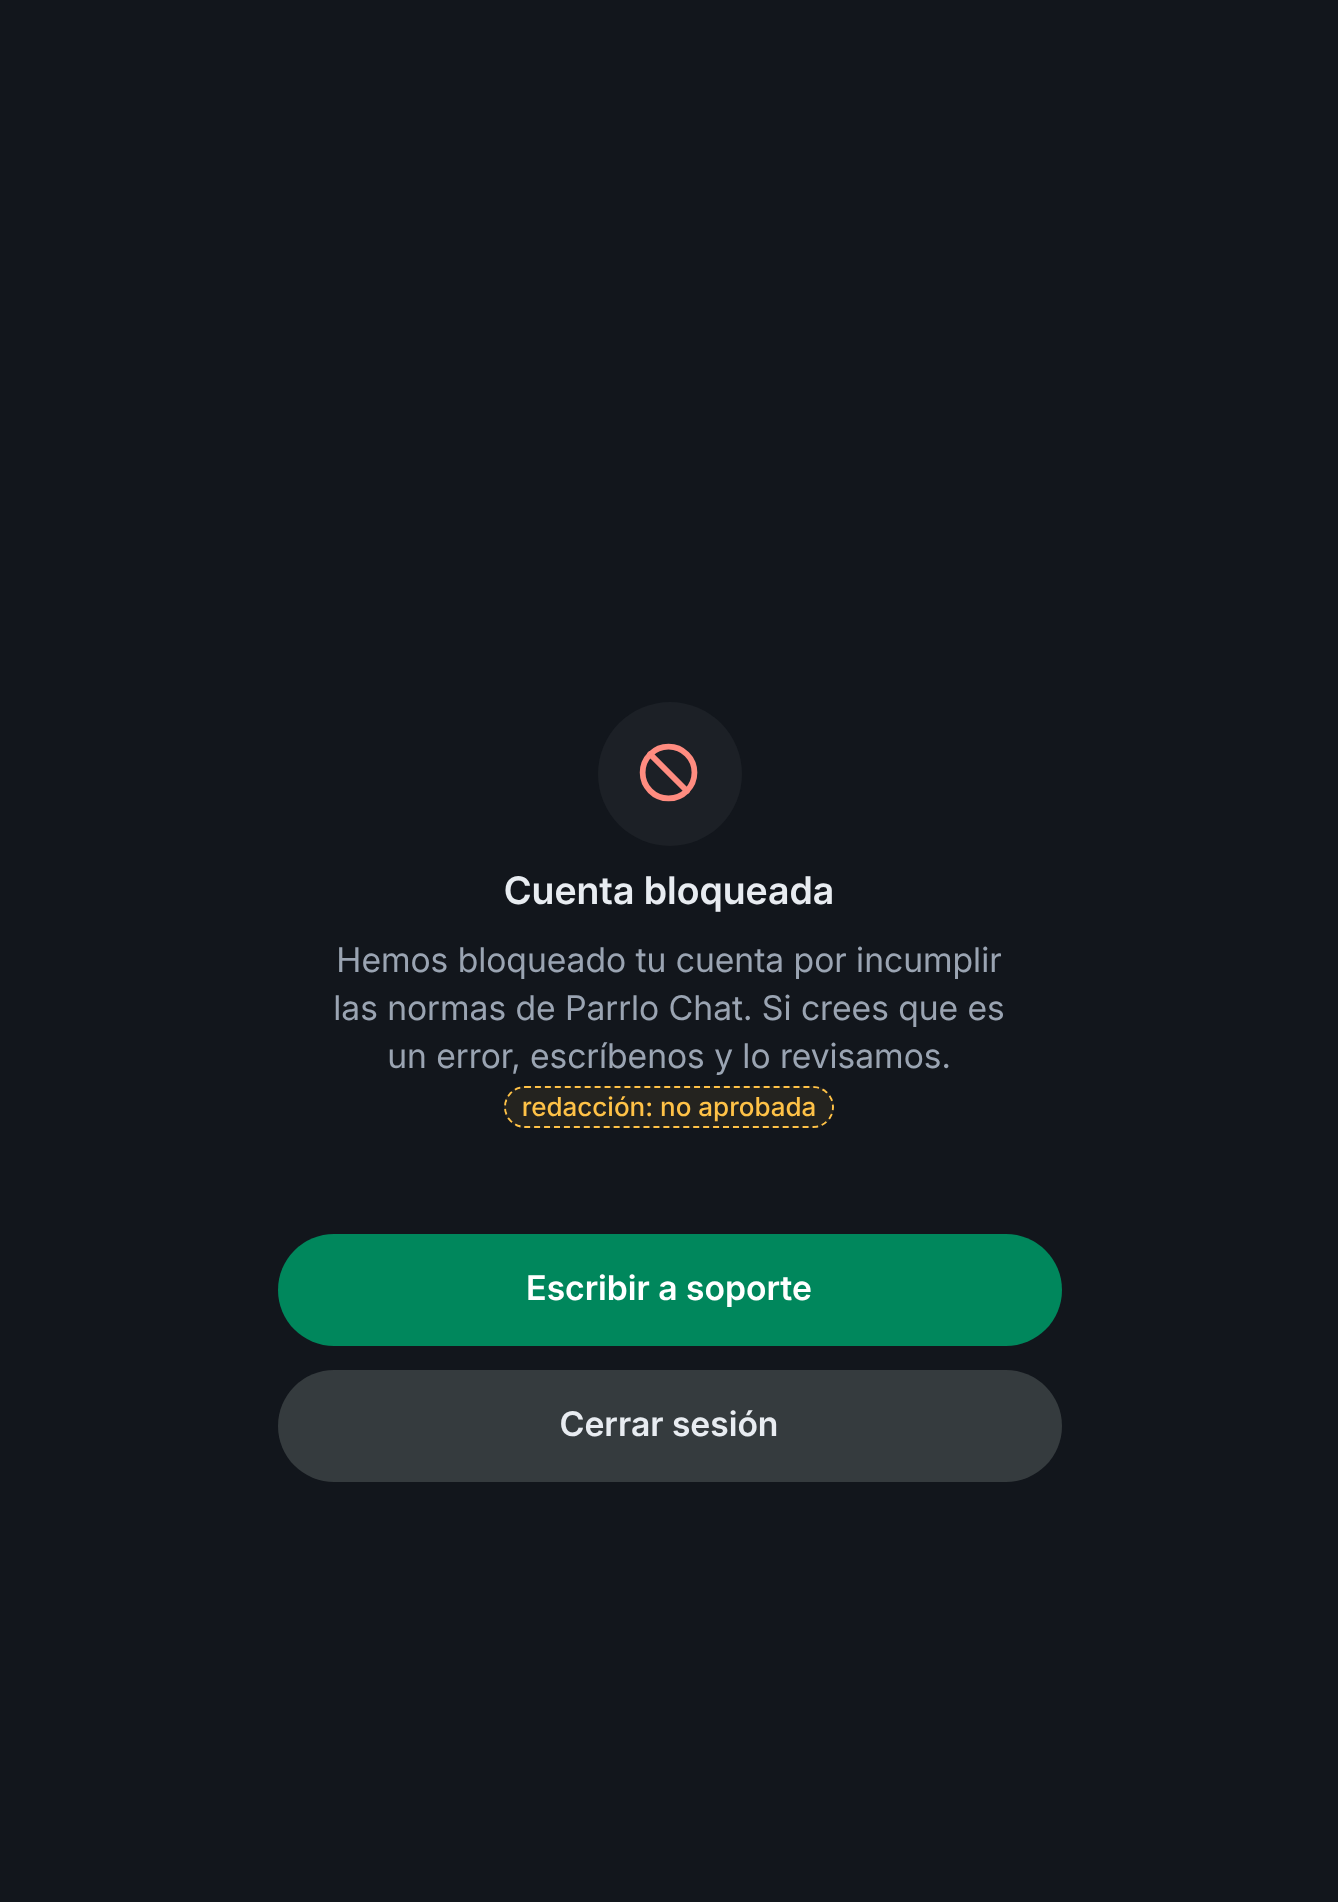 Cuenta bloqueada
Hemos bloqueado tu cuenta por incumplir
las normas de Parrlo Chat. Si crees que es
un error, escríbenos y lo revisamos.
redacción: no aprobada
Escribir a soporte
Cerrar sesión